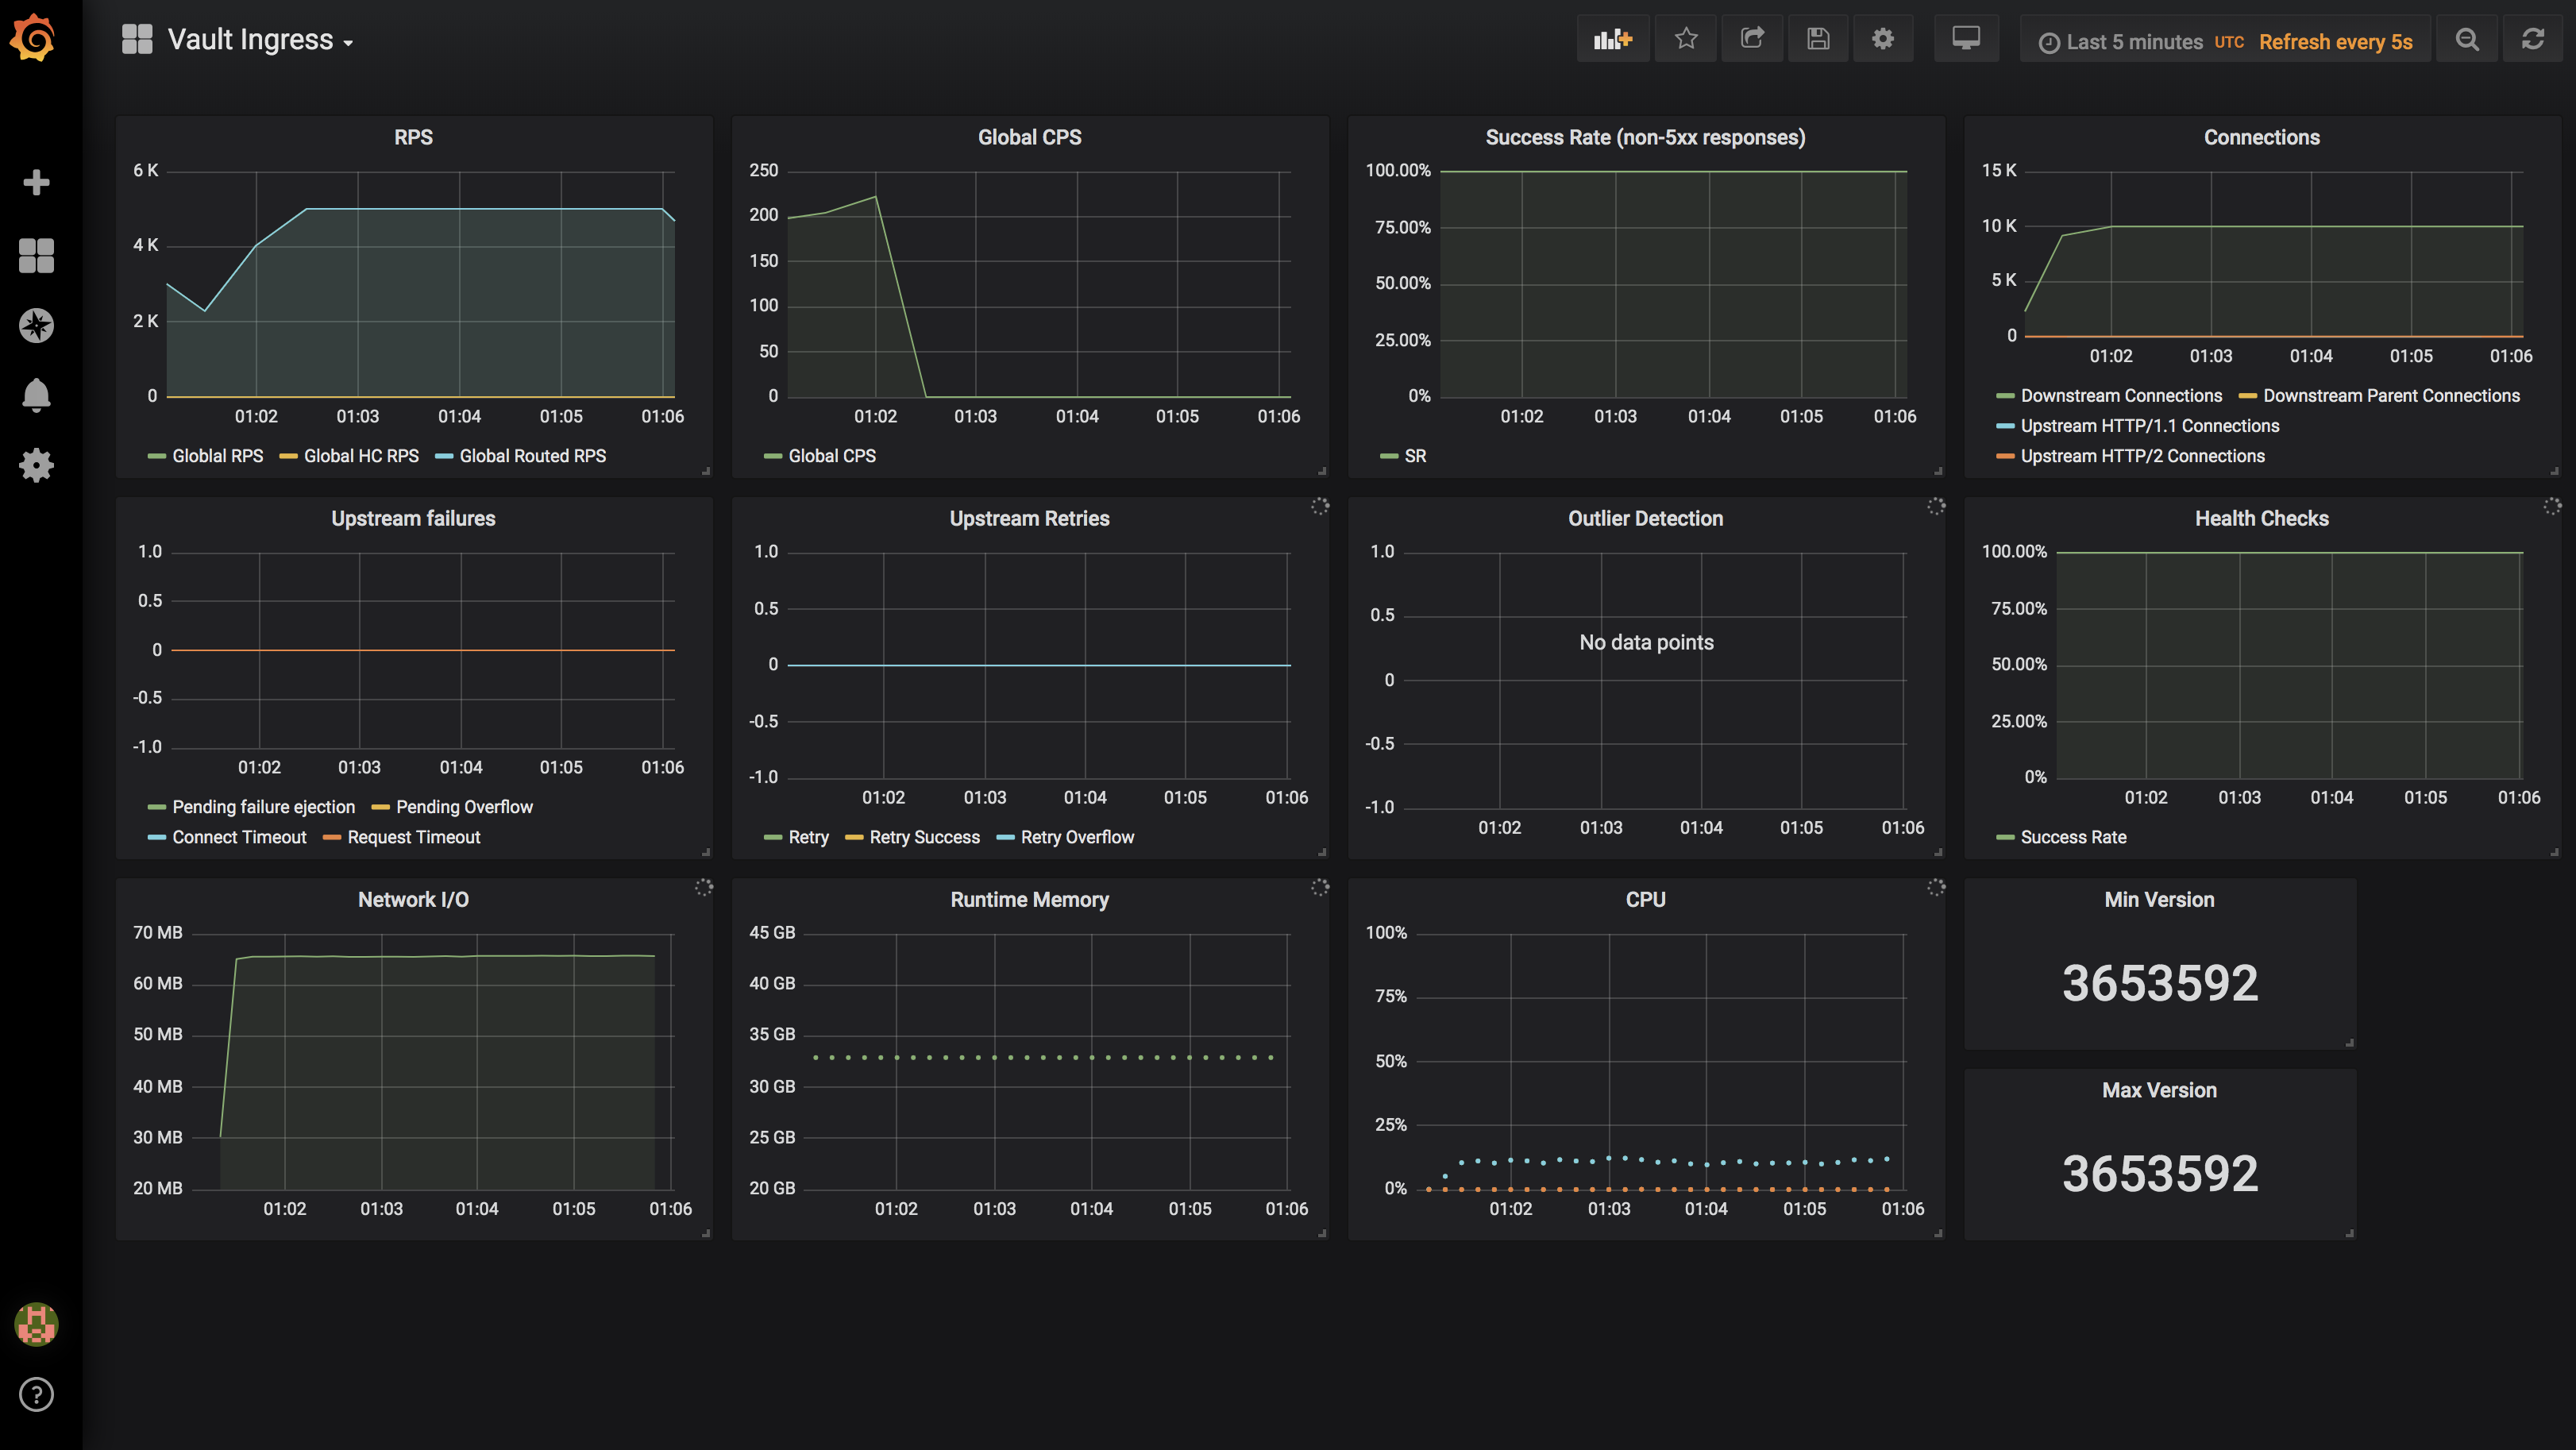 Vault Ingress
Last 5 minutes UTC Refresh every 5s
RPS
6 K
4 K
2 K
0
01:02 01:03 01:04 01:05 01:06
Globlal RPS Global HC RPS Global Routed RPS
Global CPS
250
200
150
100
50
0
01:02 01:03 01:04 01:05 01:06
Global CPS
Success Rate (non-5xx responses)
100.00%
75.00%
50.00%
25.00%
0%
01:02 01:03 01:04 01:05 01:06
SR
Connections
15 K
10 K
5 K
0
01:02 01:03 01:04 01:05 01:06
Downstream Connections Downstream Parent Connections
Upstream HTTP/1.1 Connections
Upstream HTTP/2 Connections
Upstream failures
1.0
0.5
0
-0.5
-1.0
01:02 01:03 01:04 01:05 01:06
Pending failure ejection Pending Overflow
Connect Timeout Request Timeout
Upstream Retries
1.0
0.5
0
-0.5
-1.0
01:02 01:03 01:04 01:05 01:06
Retry Retry Success Retry Overflow
Outlier Detection
1.0
0.5
No data points
0
-0.5
-1.0
01:02 01:03 01:04 01:05 01:06
Health Checks
100.00%
75.00%
50.00%
25.00%
0%
01:02 01:03 01:04 01:05 01:06
Success Rate
Network I/O
70 MB
60 MB
50 MB
40 MB
30 MB
20 MB
01:02 01:03 01:04 01:05 01:06
Runtime Memory
45 GB
40 GB
35 GB
30 GB
25 GB
20 GB
01:02 01:03 01:04 01:05 01:06
CPU
100%
75%
50%
25%
0%
01:02 01:03 01:04 01:05 01:06
Min Version
3653592
Max Version
3653592
?